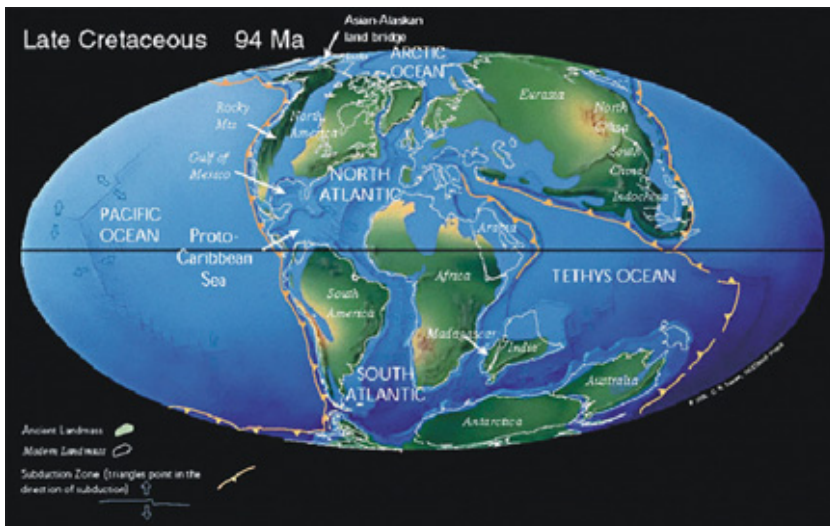 Late Cretaceous 94 Ma
Asian-Alaskan
land bridge
ARCTIC
OCEAN
Eurasia
North
China
South
China
Indochina
Rocky
Mts
North
America
Gulf of
Mexico
NORTH
ATLANTIC
PACIFIC
OCEAN
Proto-
Caribbean
Sea
Arabia
Africa
TETHYS OCEAN
South
America
Madagascar
India
SOUTH
ATLANTIC
Australia
Antarctica
Ancient Landmass
Modern Landmass
Subduction Zone (triangles point in the
direction of subduction)